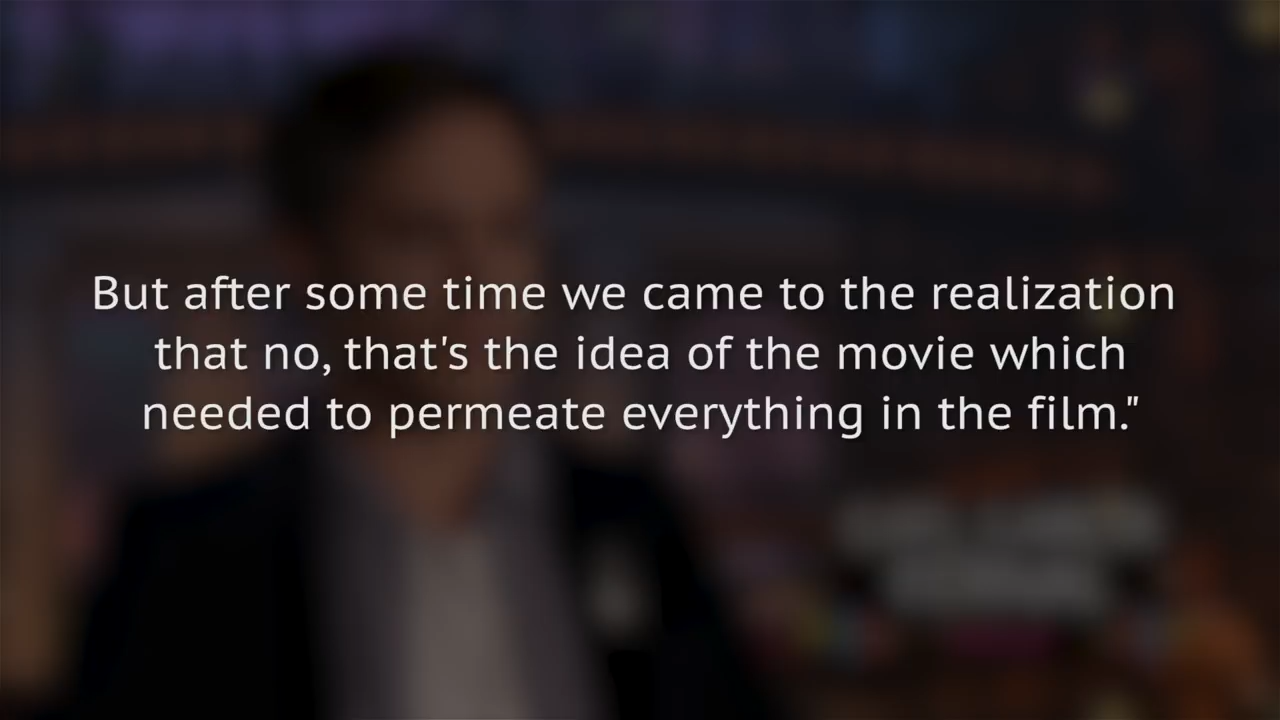 But after some time we came to the realization
that no, that's the idea of the movie which
needed to permeate everything in the film."